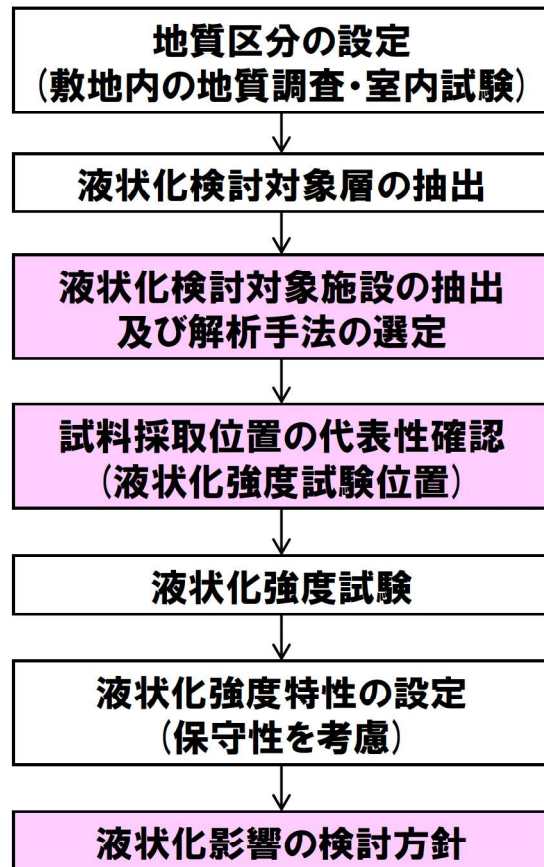 地質区分の設定
(敷地内の地質調査・室内試験)
液状化検討対象層の抽出
液状化検討対象施設の抽出
及び解析手法の選定
試料採取位置の代表性確認
(液状化強度試験位置)
液状化強度試験
液状化強度特性の設定
(保守性を考慮)
液状化影響の検討方針